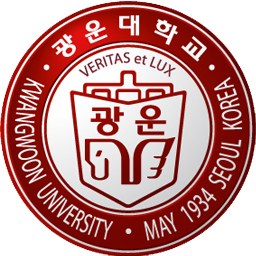 ·광운대학교·
VERITAS et LUX
광운
KWANGWOON UNIVERSITY · MAY 1934 SEOUL KOREA